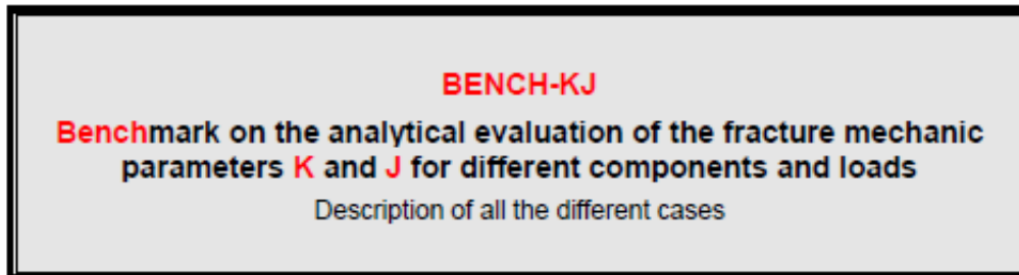 BENCH-KJ
Benchmark on the analytical evaluation of the fracture mechanic
parameters K and J for different components and loads
Description of all the different cases